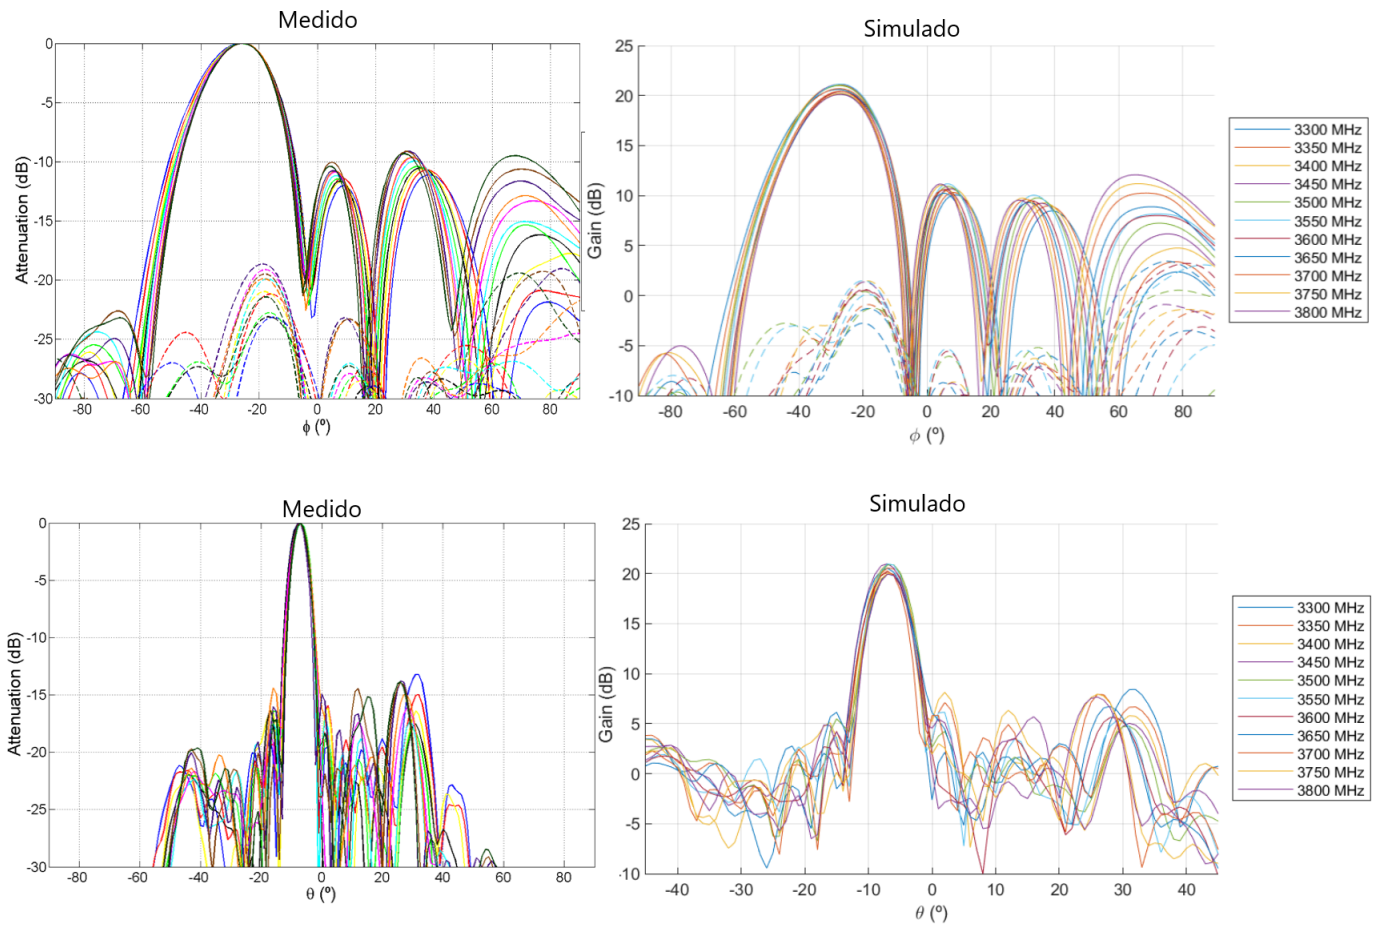 Medido
Simulado
Attenuation (dB)
0
-5
-10
-15
-20
-25
-30
-80
-60
-40
-20
0
20
40
60
80
ϕ (º)
Gain (dB)
25
20
15
10
5
0
-5
-10
-80
-60
-40
-20
0
20
40
60
80
ϕ (º)
3300 MHz
3350 MHz
3400 MHz
3450 MHz
3500 MHz
3550 MHz
3600 MHz
3650 MHz
3700 MHz
3750 MHz
3800 MHz
Medido
Simulado
Attenuation (dB)
0
-5
-10
-15
-20
-25
-30
-80
-60
-40
-20
0
20
40
60
80
θ (º)
Gain (dB)
25
20
15
10
5
0
-5
-10
-40
-30
-20
-10
0
10
20
30
40
θ (º)
3300 MHz
3350 MHz
3400 MHz
3450 MHz
3500 MHz
3550 MHz
3600 MHz
3650 MHz
3700 MHz
3750 MHz
3800 MHz